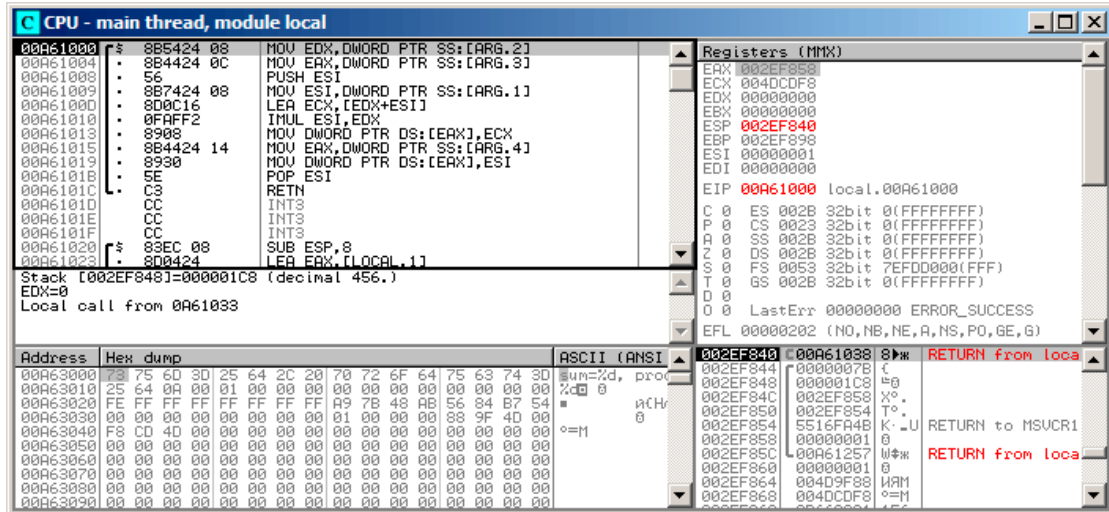 C CPU - main thread, module local
00A61000 $ 8B5424 08 MOV EDX,DWORD PTR SS:[ARG.2]
00A61004 . 8B4424 0C MOV EAX,DWORD PTR SS:[ARG.3]
00A61008 . 56 PUSH ESI
00A61009 . 8B7424 08 MOV ESI,DWORD PTR SS:[ARG.1]
00A6100D . 8D0C16 LEA ECX,[EDX+ESI]
00A61010 . 0FAFF2 IMUL ESI,EDX
00A61013 . 8908 MOV DWORD PTR DS:[EAX],ECX
00A61015 . 8B4424 14 MOV EAX,DWORD PTR SS:[ARG.4]
00A61019 . 8930 MOV DWORD PTR DS:[EAX],ESI
00A6101B . 5E POP ESI
00A6101C . C3 RETN
00A6101D CC INT3
00A6101E CC INT3
00A6101F CC INT3
00A61020 $ 83EC 08 SUB ESP,8
00A61023 . 8D0424 LEA EAX,[LOCAL.1]
Stack [002EF848]=000001C8 (decimal 456.)
EDX=0
Local call from 0A61033
Registers (MMX)
EAX 002EF858
ECX 004DCDF8
EDX 00000000
EBX 00000000
ESP 002EF840
EBP 002EF898
ESI 00000001
EDI 00000000
EIP 00A61000 local.00A61000
C 0 ES 002B 32bit 0(FFFFFFFF)
P 0 CS 0023 32bit 0(FFFFFFFF)
A 0 SS 002B 32bit 0(FFFFFFFF)
Z 0 DS 002B 32bit 0(FFFFFFFF)
S 0 FS 0053 32bit 7EFDD000(FFF)
T 0 GS 002B 32bit 0(FFFFFFFF)
D 0
O 0 LastErr 00000000 ERROR_SUCCESS
EFL 00000202 (NO,NB,NE,A,NS,PO,GE,G)
Address Hex dump ASCII (ANSI
00A63000 73 75 6D 3D 25 64 2C 20 70 72 6F 64 75 63 74 3D sum=%d, prod
00A63010 25 64 0A 00 01 00 00 00 00 00 00 00 00 00 00 00 %d
00A63020 FE FF FF FF FF FF FF FF A9 7B 48 AB 56 84 B7 54
00A63030 00 00 00 00 00 00 00 00 01 00 00 00 88 9F 4D 00
00A63040 F8 CD 4D 00 00 00 00 00 00 00 00 00 00 00 00 00 °=M
00A63050 00 00 00 00 00 00 00 00 00 00 00 00 00 00 00 00
00A63060 00 00 00 00 00 00 00 00 00 00 00 00 00 00 00 00
00A63070 00 00 00 00 00 00 00 00 00 00 00 00 00 00 00 00
00A63080 00 00 00 00 00 00 00 00 00 00 00 00 00 00 00 00
00A63090 00 00 00 00 00 00 00 00 00 00 00 00 00 00 00 00
002EF840 00A61038 8 RETURN from loca
002EF844 0000007B {
002EF848 000001C8
002EF84C 002EF858 X°.
002EF850 002EF854 T°.
002EF854 5516FA4B RETURN to MSVCR1
002EF858 00000001
002EF85C 00A61257 RETURN from loca
002EF860 00000001
002EF864 004D9F88 ИЯM
002EF868 004DCDF8 °=M